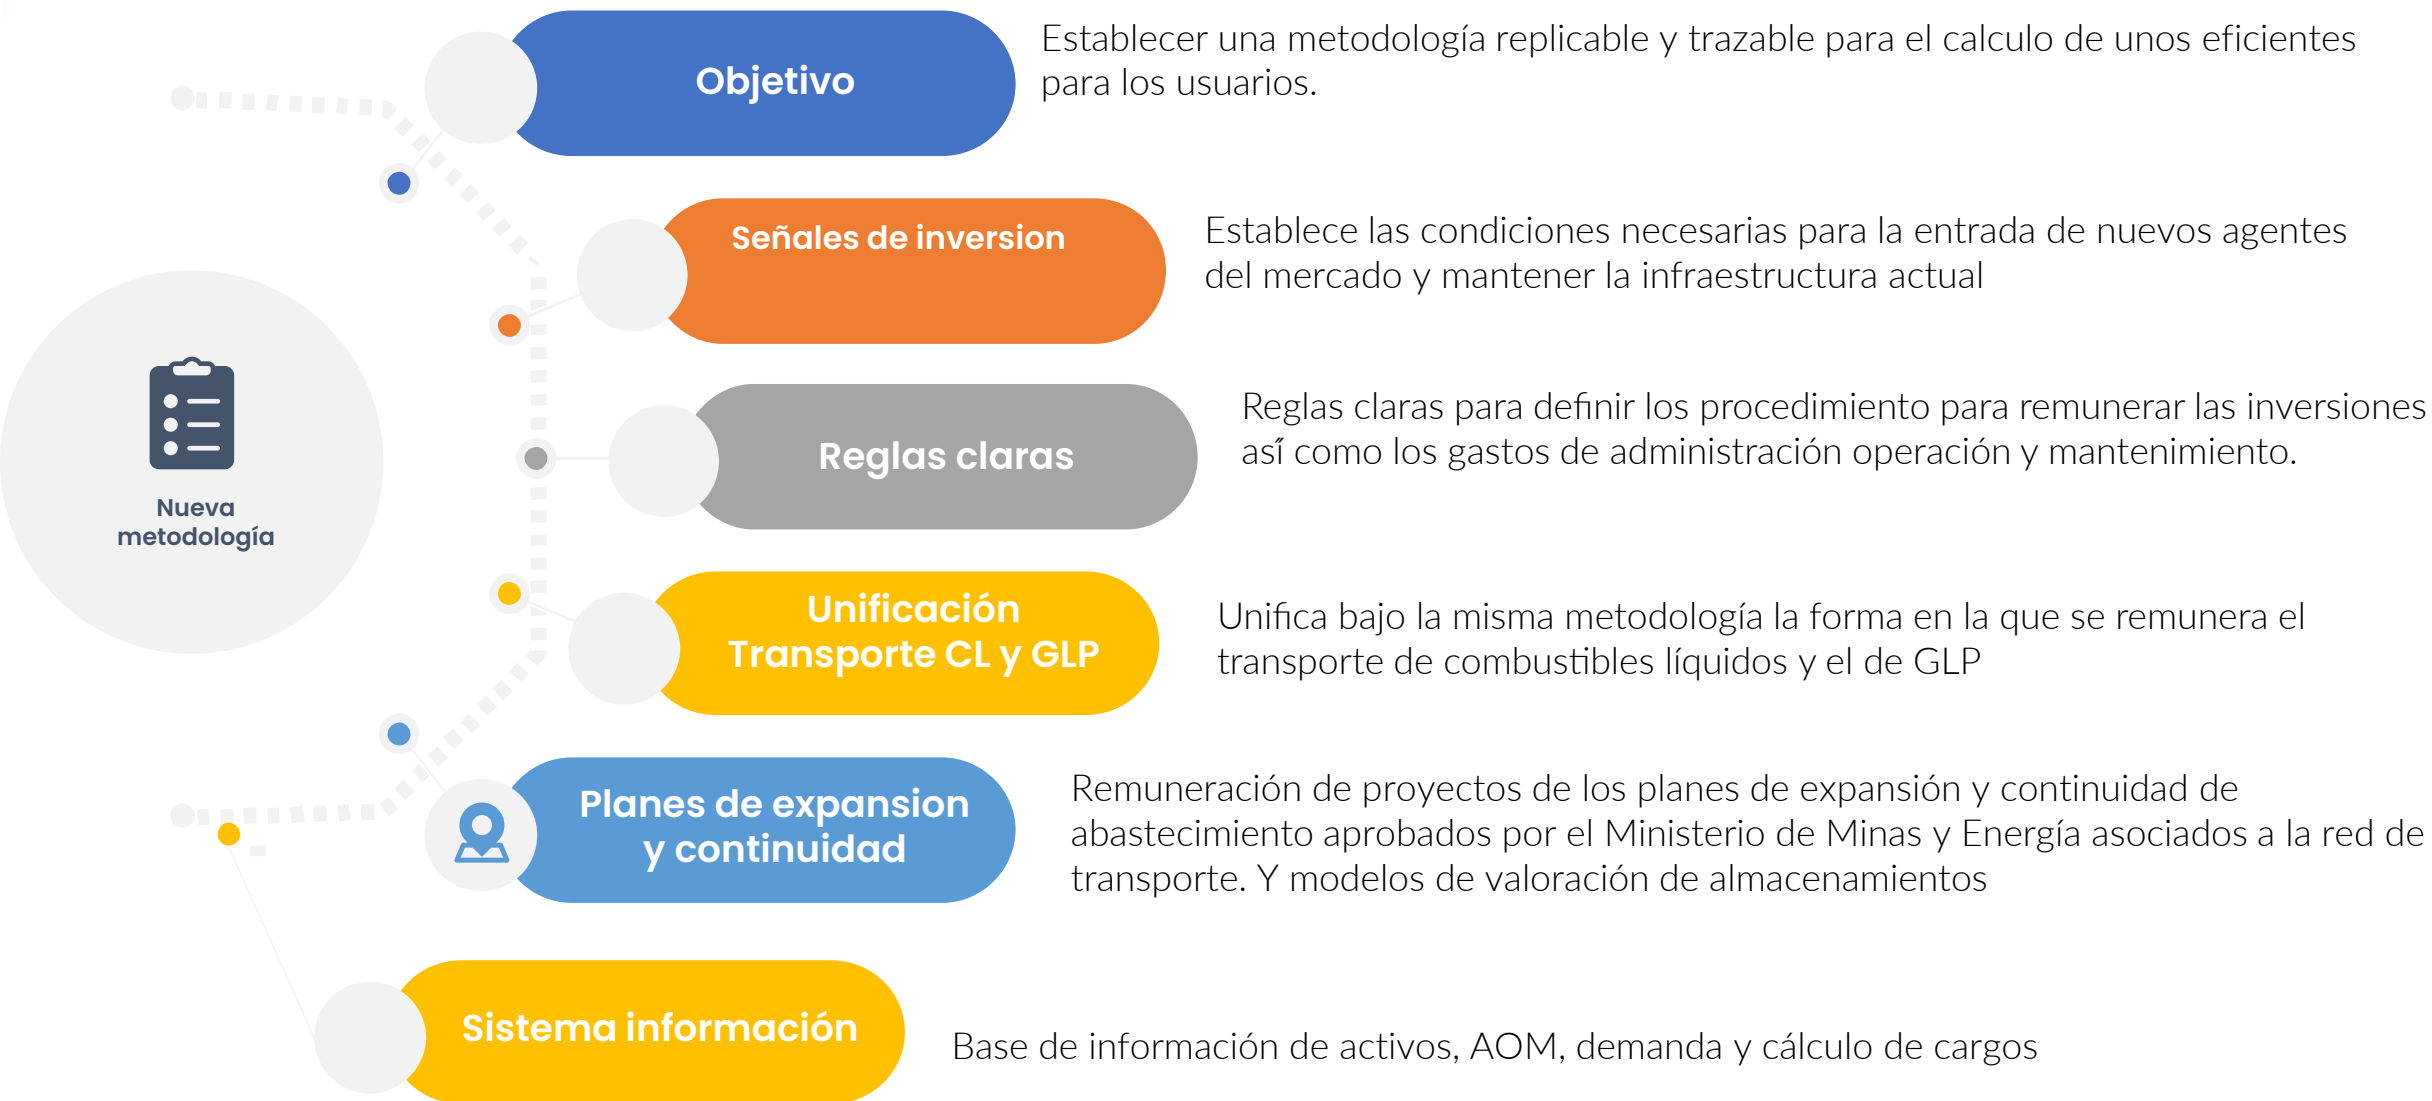 Objetivo
Establecer una metodología replicable y trazable para el calculo de unos eficientes
para los usuarios.
Señales de inversion
Establece las condiciones necesarias para la entrada de nuevos agentes
del mercado y mantener la infraestructura actual
Nueva
metodología
Reglas claras
Reglas claras para definir los procedimiento para remunerar las inversiones
así como los gastos de administración operación y mantenimiento.
Unificación
Transporte CL y GLP
Unifica bajo la misma metodología la forma en la que se remunera el
transporte de combustibles líquidos y el de GLP
Planes de expansion
y continuidad
Remuneración de proyectos de los planes de expansión y continuidad de
abastecimiento aprobados por el Ministerio de Minas y Energía asociados a la red de
transporte. Y modelos de valoración de almacenamientos
Sistema información
Base de información de activos, AOM, demanda y cálculo de cargos